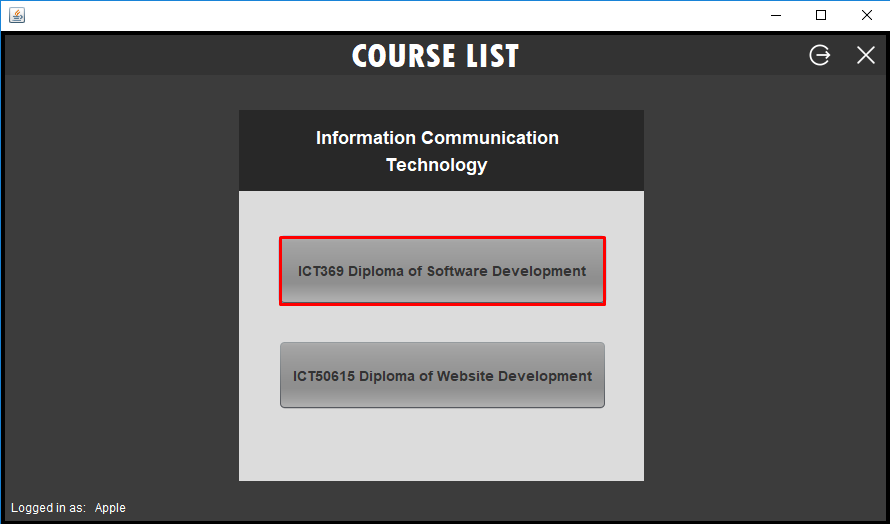 COURSE LIST
Information Communication
Technology
ICT369 Diploma of Software Development
ICT50615 Diploma of Website Development
Logged in as: Apple